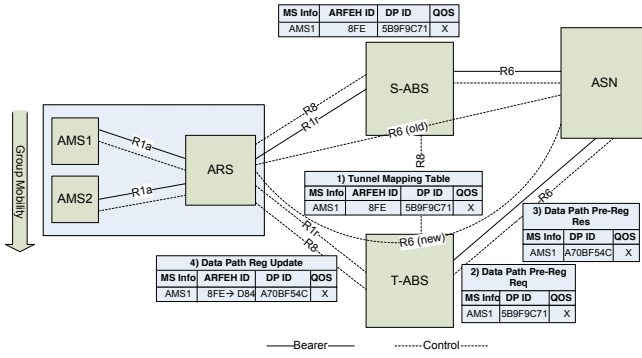 MS Info ARFEH ID DP ID QOS
AMS1 8FE 5B9F9C71 X
S-ABS
R6
ASN
R8
R1r
AMS1
R1a
ARS
R6 (old)
R8
AMS2
R1a
Group Mobility
1) Tunnel Mapping Table
MS Info ARFEH ID DP ID QOS
AMS1 8FE 5B9F9C71 X
R6
R1r
R8
R6 (new)
3) Data Path Pre-Reg Res
MS Info DP ID QOS
AMS1 A70BF54C X
4) Data Path Reg Update
MS Info ARFEH ID DP ID QOS
AMS1 8FE→ D84 A70BF54C X
T-ABS
2) Data Path Pre-Reg Req
MS Info DP ID QOS
AMS1 5B9F9C71 X
Bearer
Control